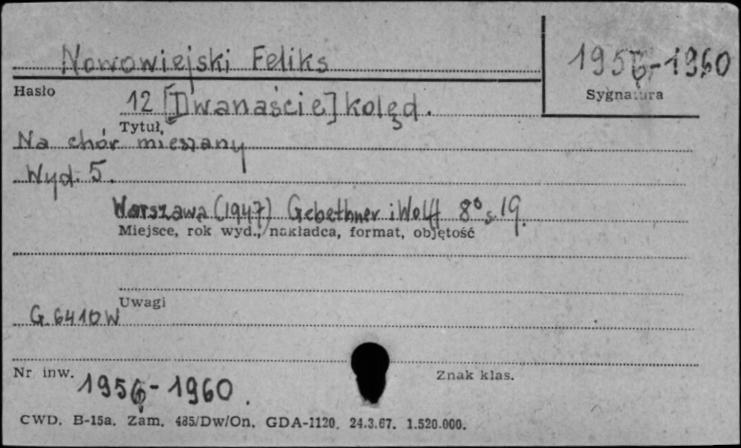 Nowowiejski Feliks
1956-1960
Hasło
Sygnatura
12 [Dwanaście] kolęd.
Tytuł,
Na chór mieszany
Wyd. 5.
Warszawa (1947) Gebethner i Wolff 8° s. 19.
Miejsce, rok wyd., nakładca, format, objętość
Uwagi
G. 6410W
Nr inw. 1956-1960.
Znak klas.
CWD. B-15a. Zam. 485/Dw/On. GDA-1120. 24.3.67. 1.520.000.